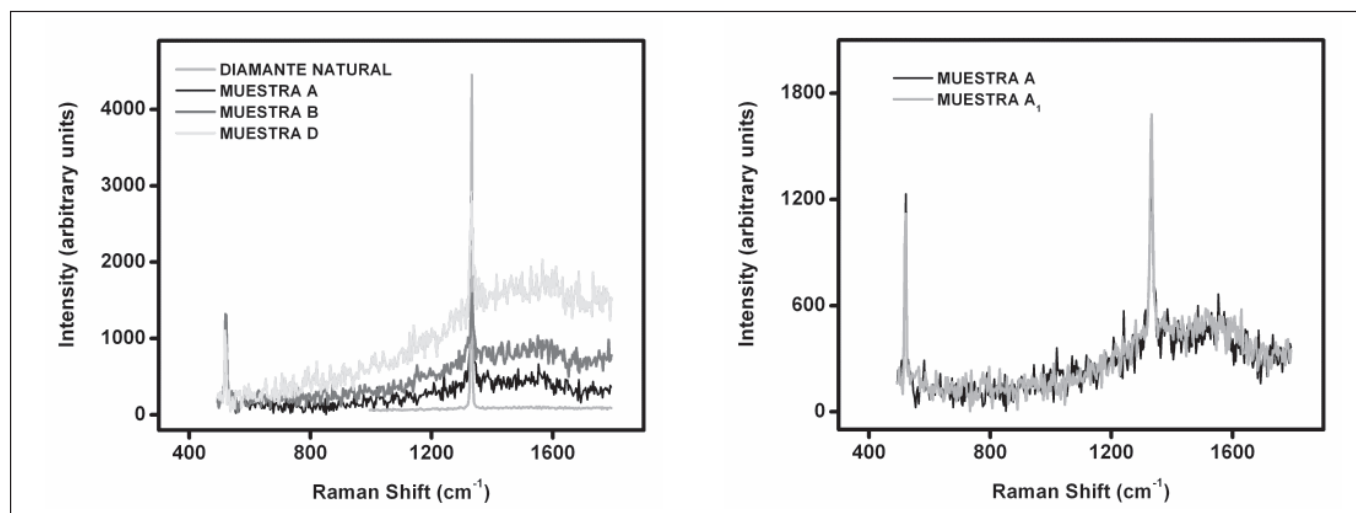 DIAMANTE NATURAL
MUESTRA A
MUESTRA B
MUESTRA D
4000
3000
2000
1000
0
Intensity (arbitrary units)
400
800
1200
1600
Raman Shift (cm⁻¹)
MUESTRA A
MUESTRA A₁
1800
1200
600
0
Intensity (arbitrary units)
400
800
1200
1600
Raman Shift (cm⁻¹)